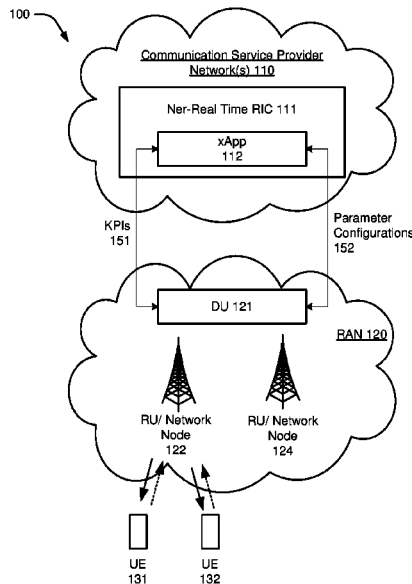 100
Communication Service Provider
Network(s) 110
Ner-Real Time RIC 111
xApp
112
KPIs
151
Parameter
Configurations
152
DU 121
RAN 120
RU/ Network
Node
122
RU/ Network
Node
124
UE
131
UE
132